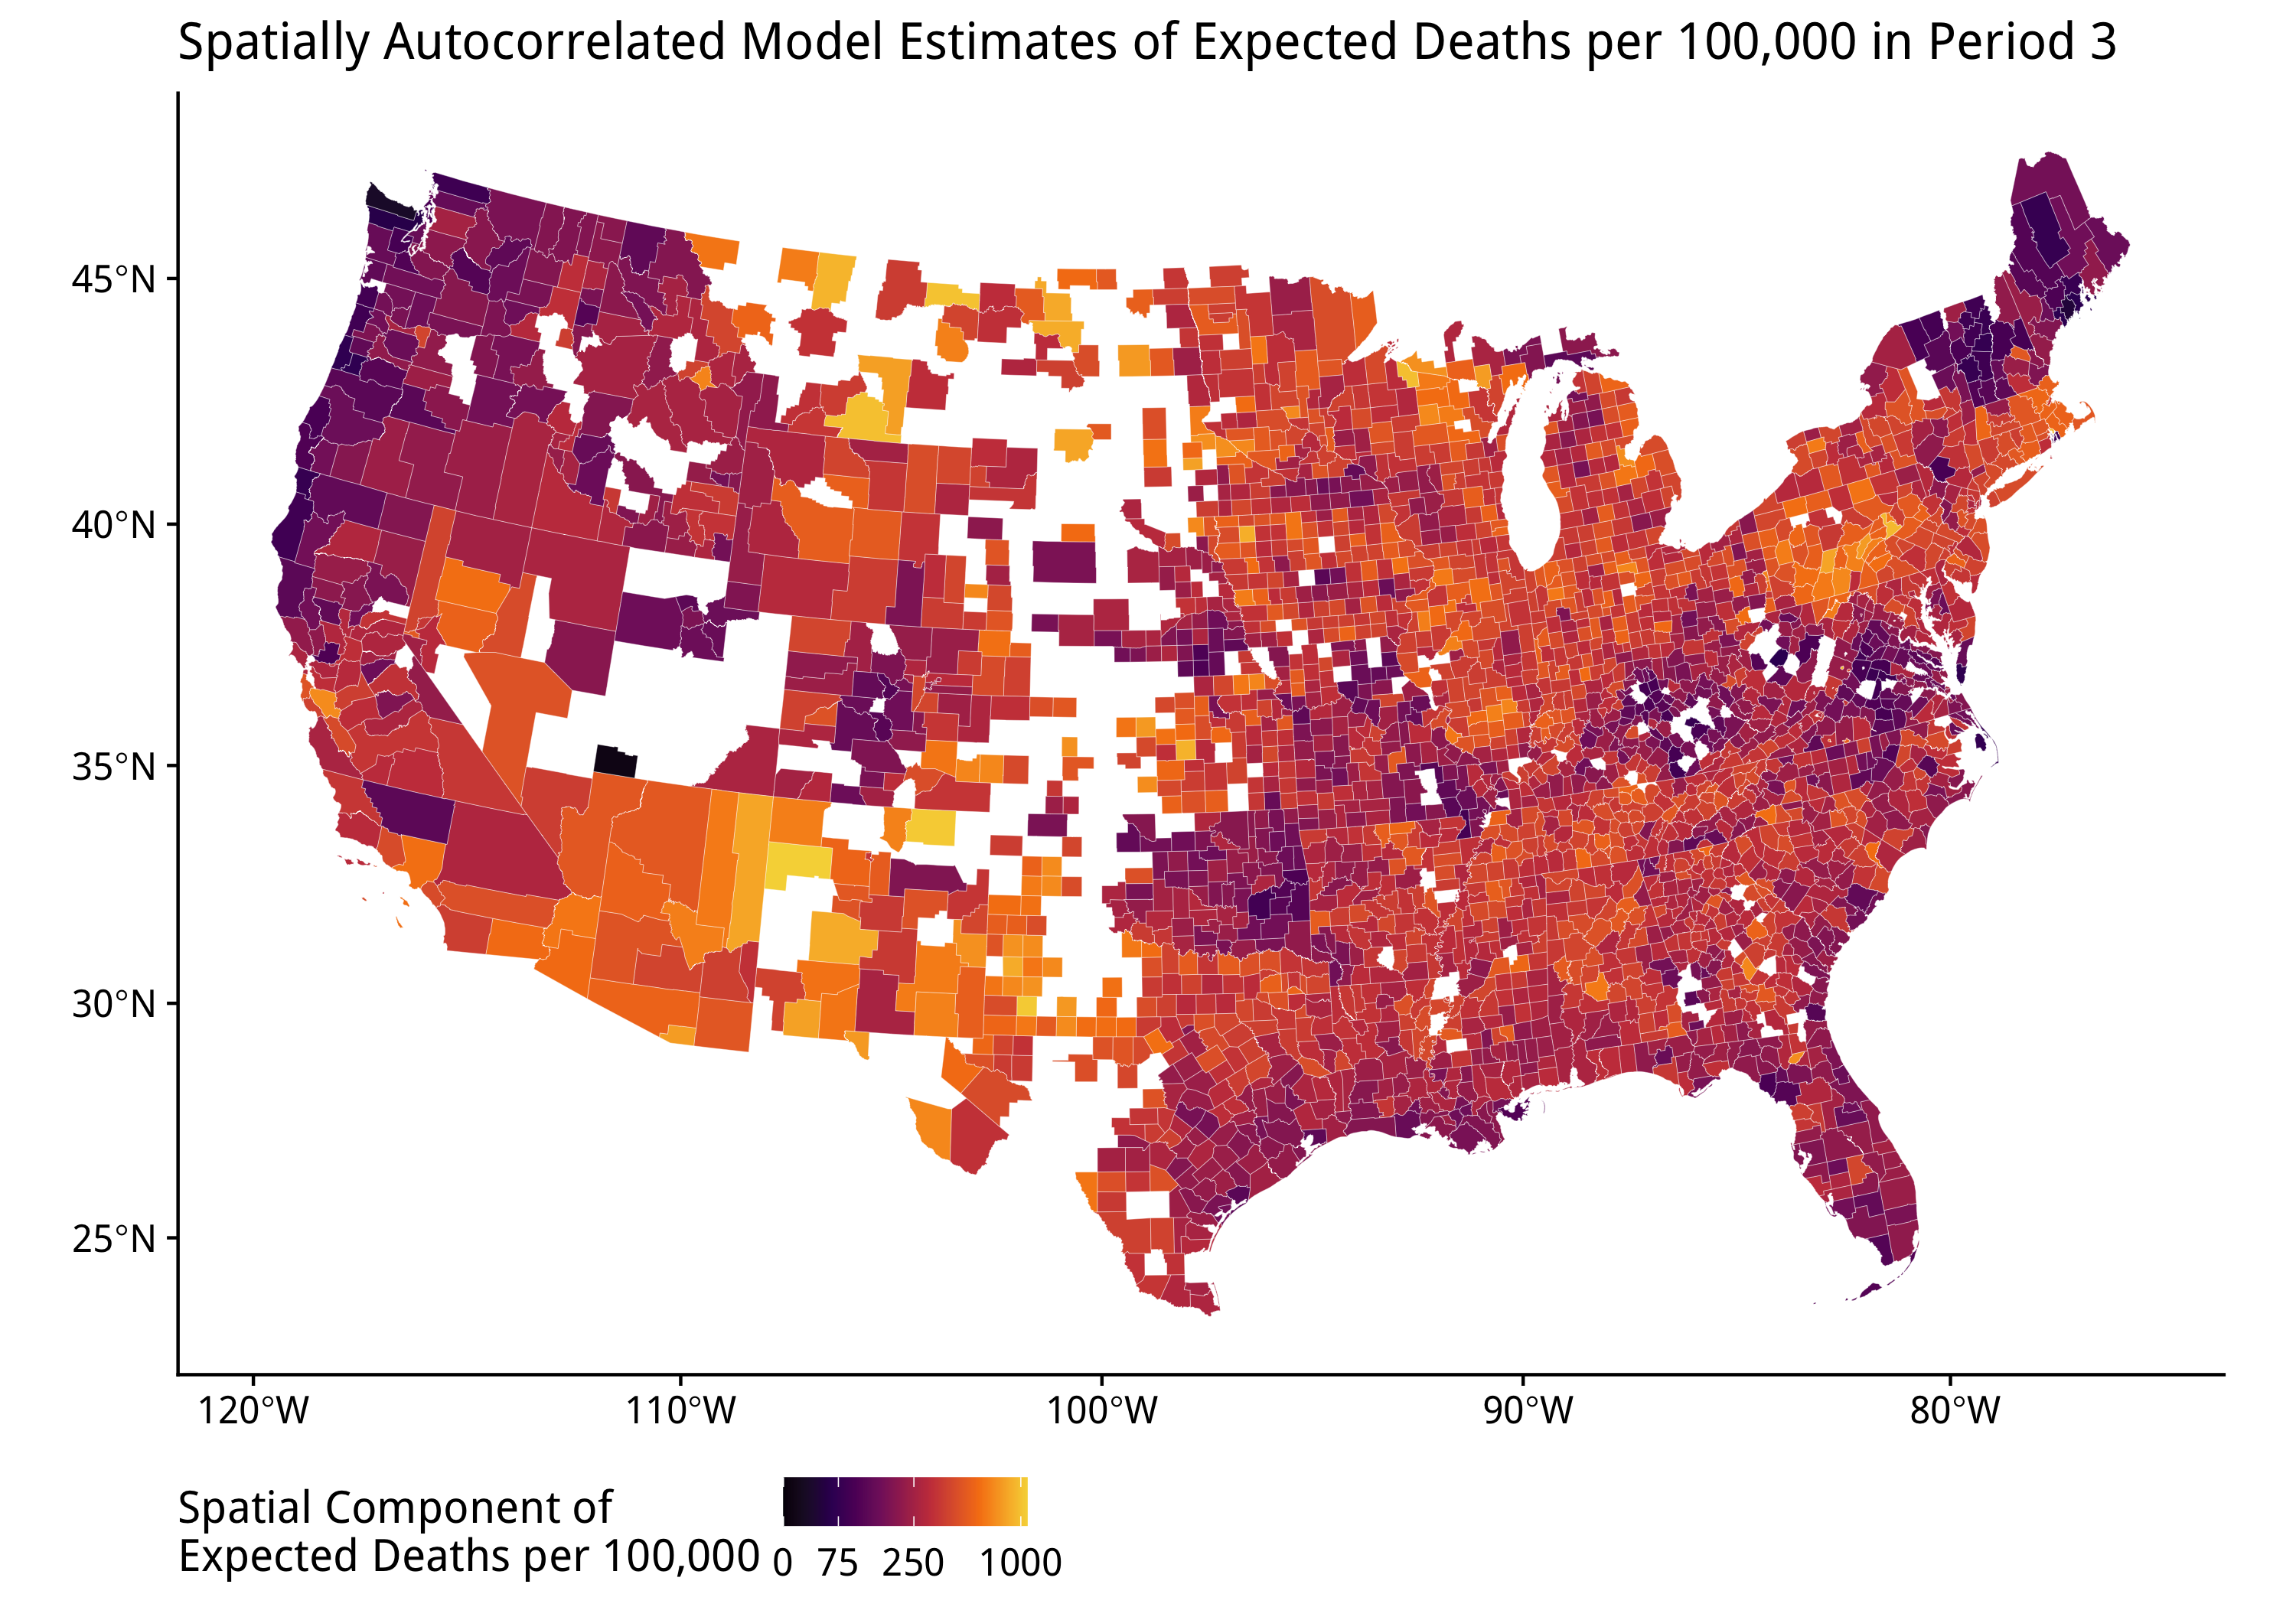 Spatially Autocorrelated Model Estimates of Expected Deaths per 100,000 in Period 3
45°N
40°N
35°N
30°N
25°N
120°W 110°W 100°W 90°W 80°W
Spatial Component of
Expected Deaths per 100,000
0 75 250 1000